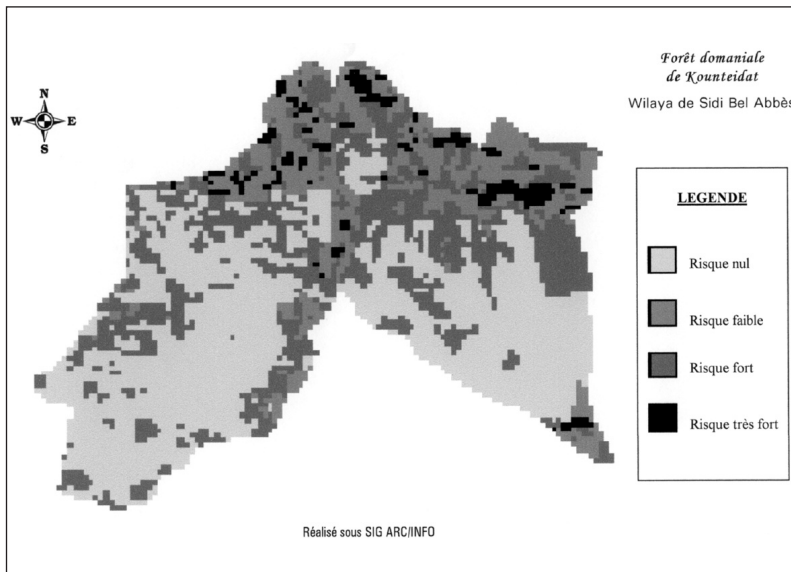 Forêt domaniale
de Kounteidat
Wilaya de Sidi Bel Abbès
N
W
E
S
LEGENDE
Risque nul
Risque faible
Risque fort
Risque très fort
Réalisé sous SIG ARC/INFO